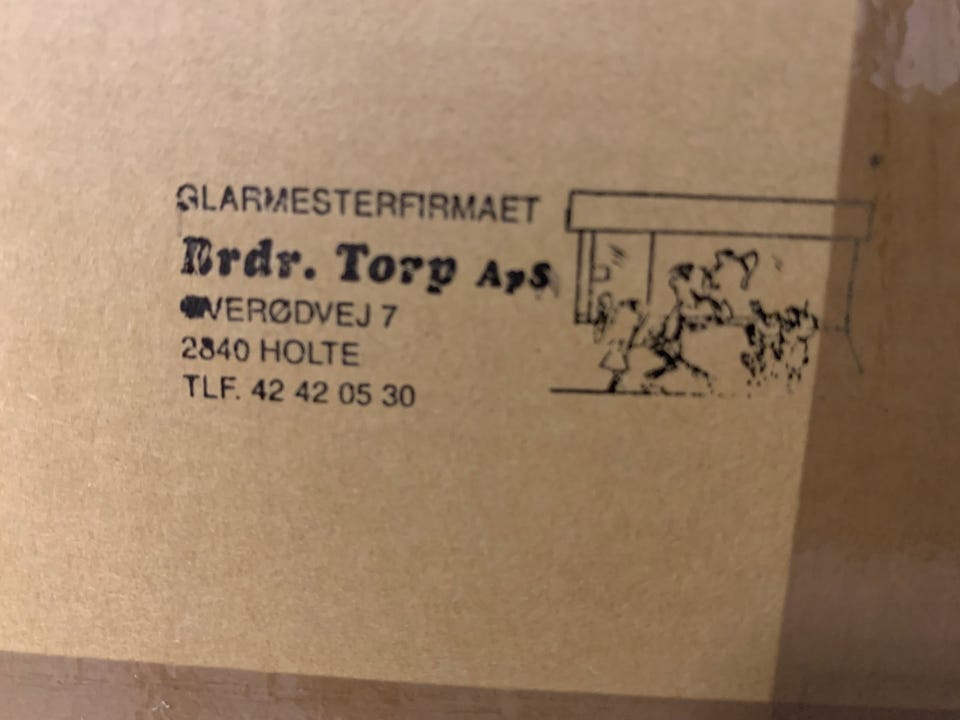 GLARMESTERFIRMAET
Brdr. Torp ApS
ØVERØDVEJ 7
2840 HOLTE
TLF. 42 42 05 30